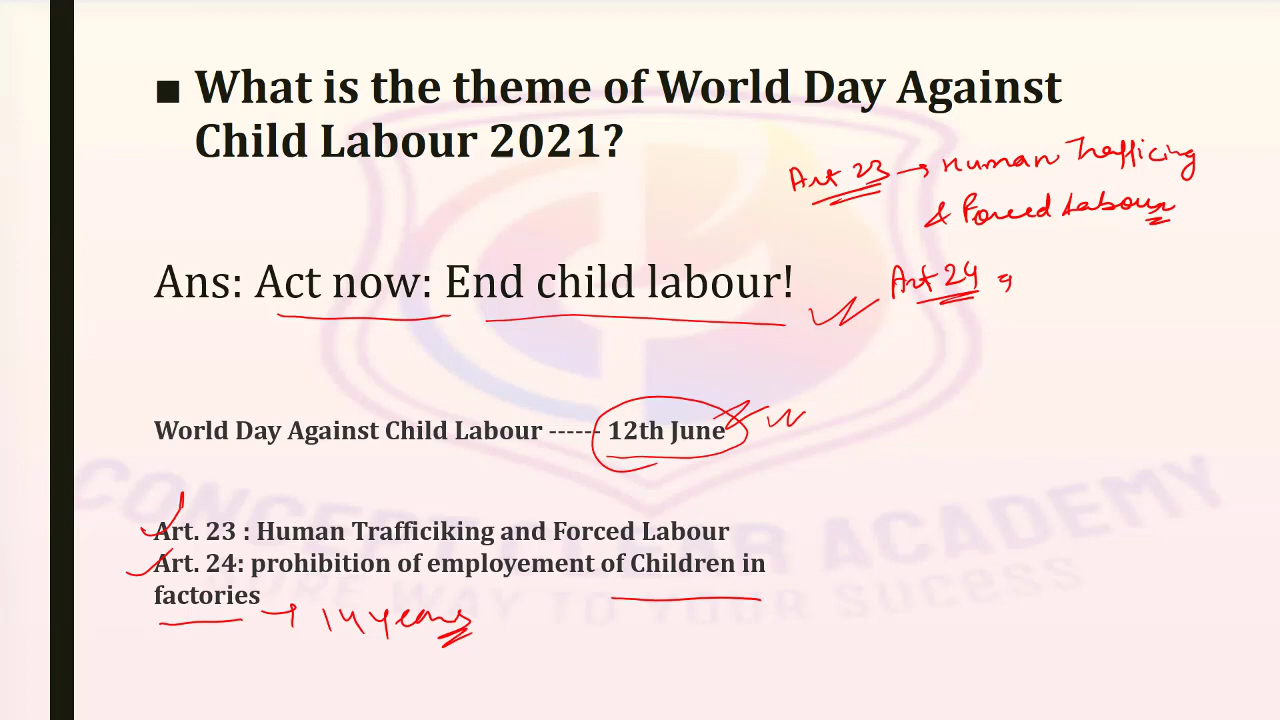 ■ What is the theme of World Day Against
Child Labour 2021?
Art 23 → Human Trafficing
& Forced Labour
Ans: Act now: End child labour!
Art 24 →
World Day Against Child Labour ------ 12th June
Art. 23 : Human Trafficiking and Forced Labour
Art. 24: prohibition of employement of Children in
factories
→ 14 years
CONCEPT ACADEMY
MORE WAY TO YOUR SUCESS